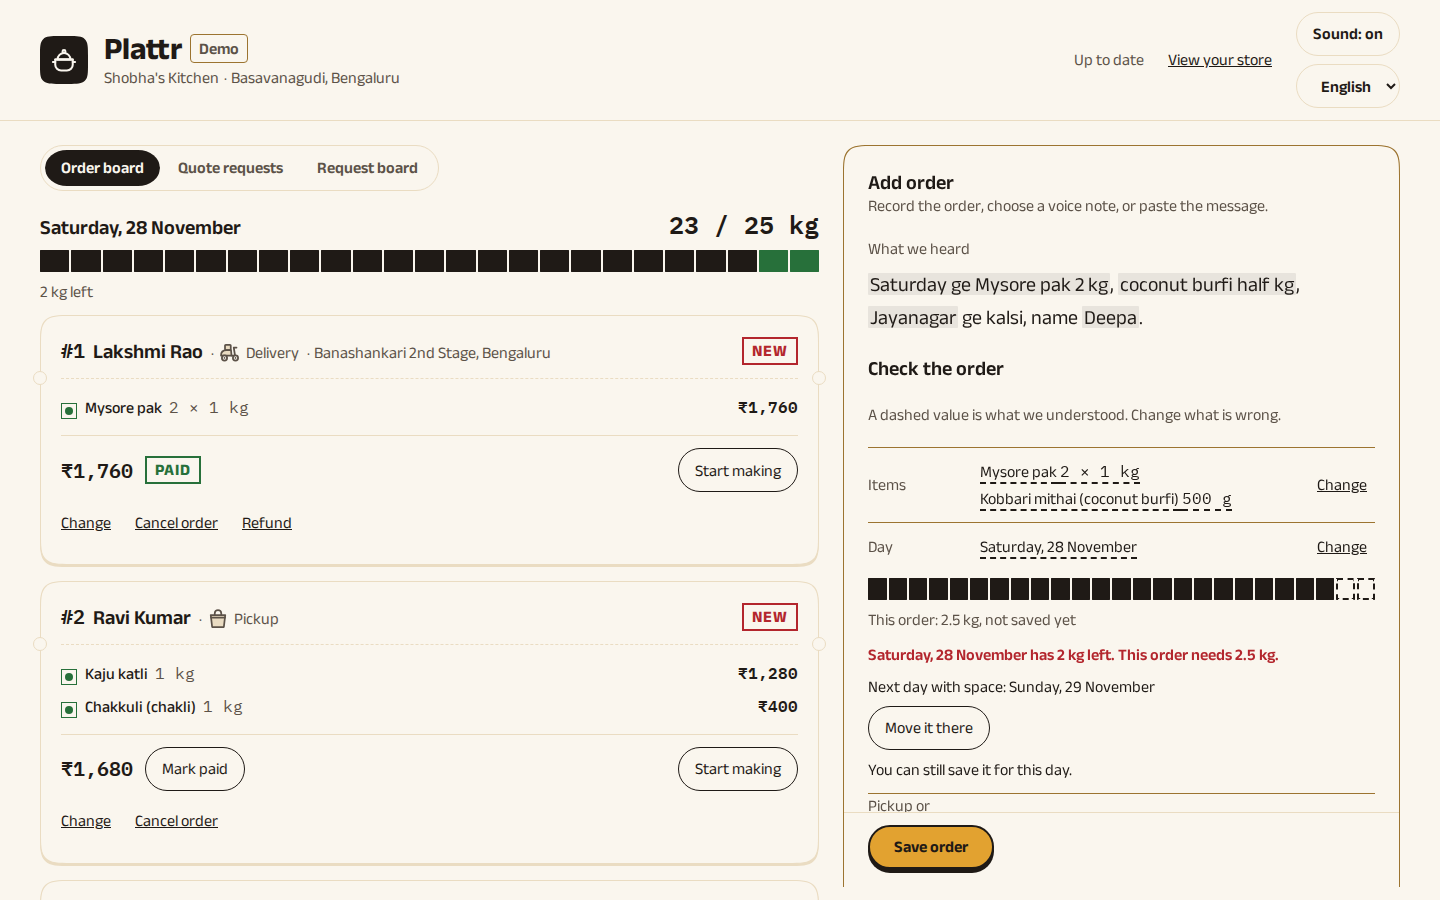 Plattr Demo
Shobha's Kitchen · Basavanagudi, Bengaluru
Up to date View your store
Sound: on
English
Order board Quote requests Request board
Saturday, 28 November 23 / 25 kg
2 kg left
#1 Lakshmi Rao · Delivery · Banashankari 2nd Stage, Bengaluru NEW
Mysore pak 2 × 1 kg ₹1,760
₹1,760 PAID Start making
Change Cancel order Refund
#2 Ravi Kumar · Pickup NEW
Kaju katli 1 kg ₹1,280
Chakkuli (chakli) 1 kg ₹400
₹1,680 Mark paid Start making
Change Cancel order
Add order
Record the order, choose a voice note, or paste the message.
What we heard
Saturday ge Mysore pak 2 kg, coconut burfi half kg,
Jayanagar ge kalsi, name Deepa.
Check the order
A dashed value is what we understood. Change what is wrong.
Items Mysore pak 2 × 1 kg Change
Kobbari mithai (coconut burfi) 500 g
Day Saturday, 28 November Change
This order: 2.5 kg, not saved yet
Saturday, 28 November has 2 kg left. This order needs 2.5 kg.
Next day with space: Sunday, 29 November
Move it there
You can still save it for this day.
Pickup or
Save order